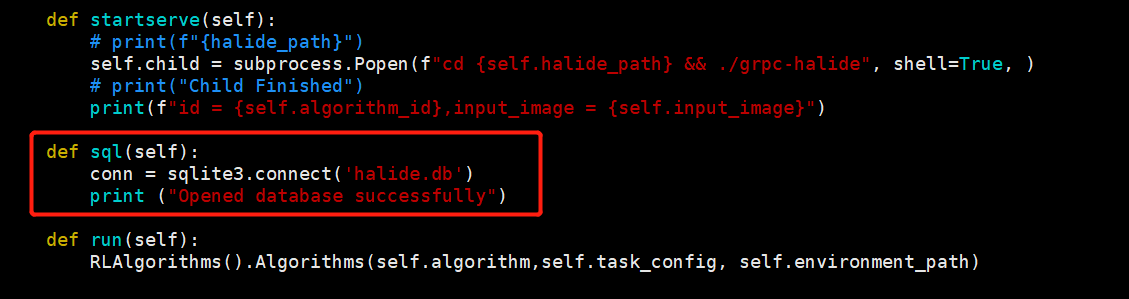 def startserve(self):
# print(f"{halide_path}")
self.child = subprocess.Popen(f"cd {self.halide_path} && ./grpc-halide", shell=True, )
# print("Child Finished")
print(f"id = {self.algorithm_id},input_image = {self.input_image}")
def sql(self):
conn = sqlite3.connect('halide.db')
print ("Opened database successfully")
def run(self):
RLAlgorithms().Algorithms(self.algorithm,self.task_config, self.environment_path)